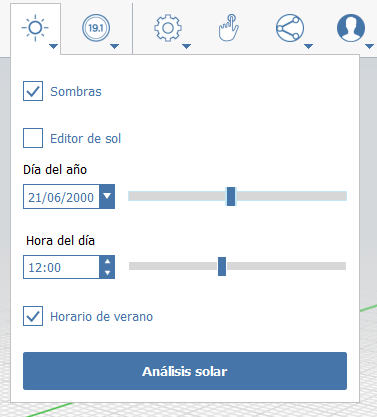 19.1
Sombras
Editor de sol
Día del año
21/06/2000
Hora del día
12:00
Horario de verano
Análisis solar